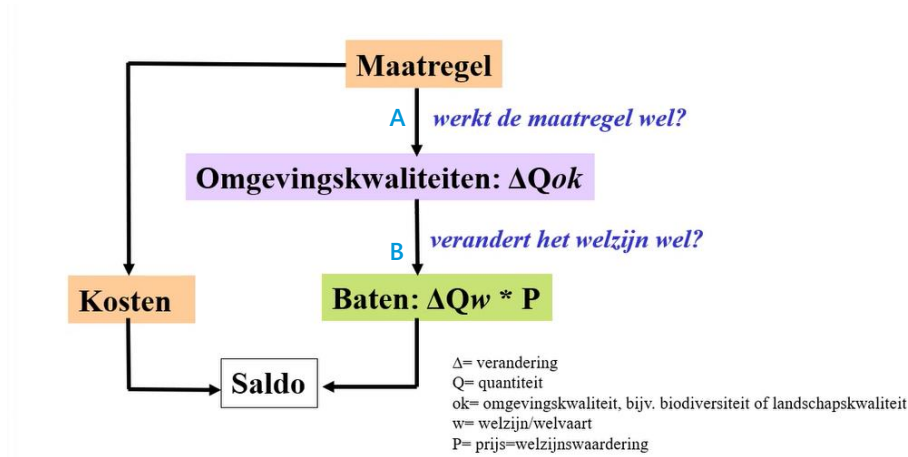 Maatregel
A werkt de maatregel wel?
Omgevingskwaliteiten: ΔQok
verandert het welzijn wel?
B
Kosten
Baten: ΔQw * P
Saldo
Δ= verandering
Q= quantiteit
ok= omgevingskwaliteit, bijv. biodiversiteit of landschapskwaliteit
w= welzijn/welvaart
P= prijs=welzijnswaardering